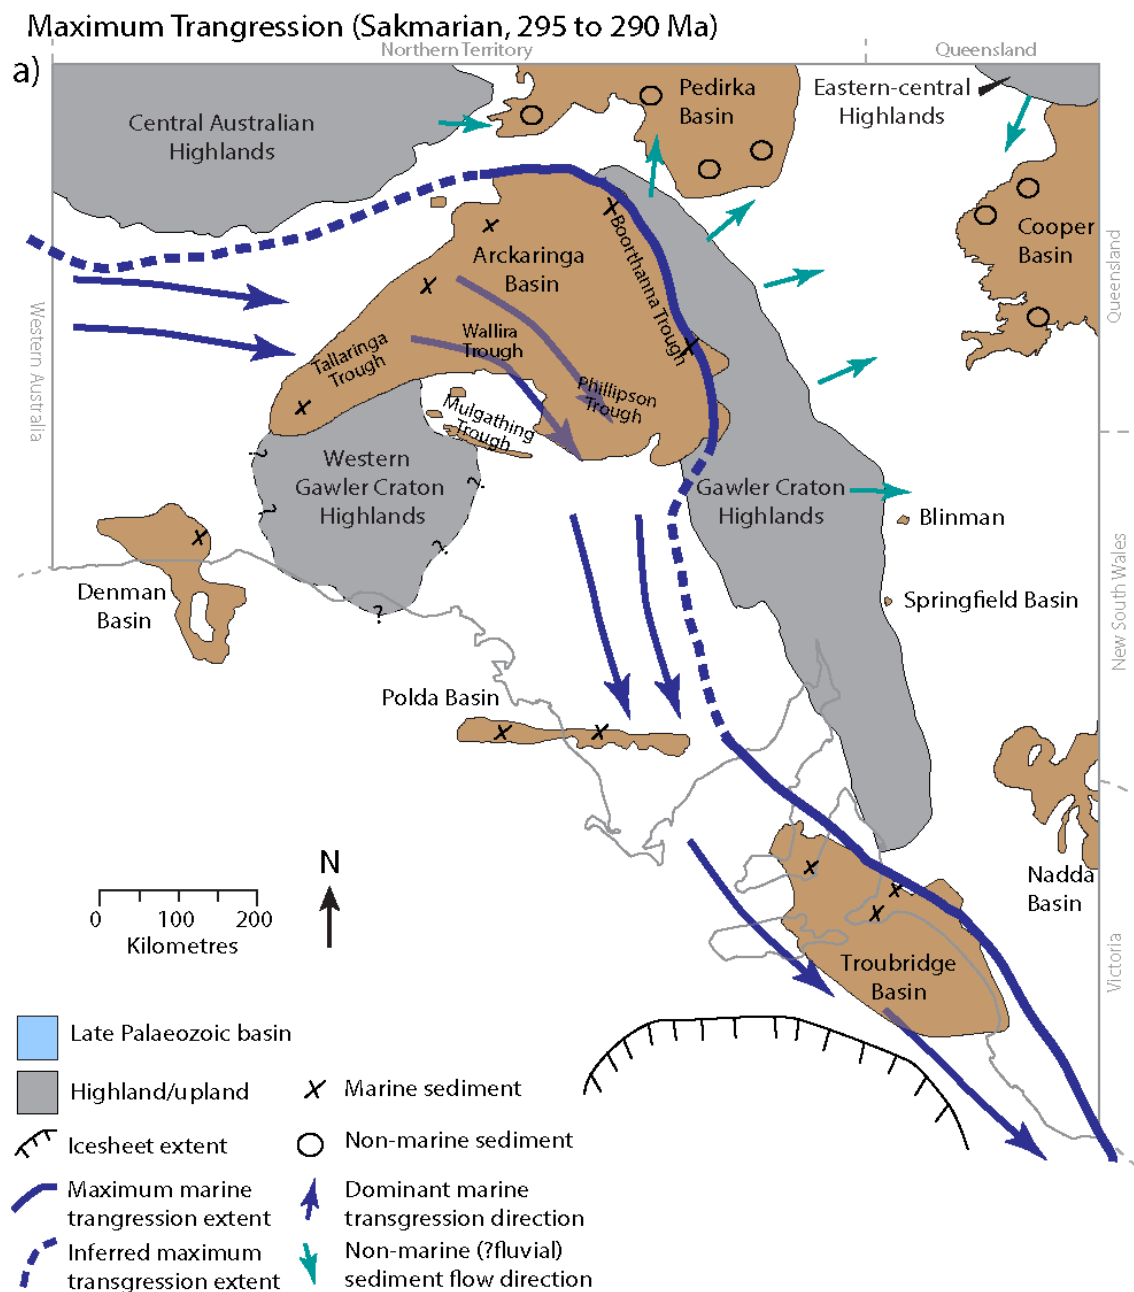 Maximum Trangression (Sakmarian, 295 to 290 Ma)
a)
Northern Territory
Queensland
Central Australian
Highlands
Pedirka
Basin
Eastern-central
Highlands
Cooper
Basin
Queensland
Western Australia
Arckaringa
Basin
Boorthanna Trough
Tallaringa
Trough
Wallira
Trough
Phillipson
Trough
Mulgathing
Trough
Western
Gawler Craton
Highlands
?
?
?
?
?
Gawler Craton
Highlands
Blinman
Springfield Basin
New South Wales
Denman
Basin
Polda Basin
Nadda
Basin
N
0 100 200
Kilometres
Troubridge
Basin
Victoria
Late Palaeozoic basin
Highland/upland
Icesheet extent
Maximum marine
trangression extent
Inferred maximum
transgression extent
Marine sediment
Non-marine sediment
Dominant marine
transgression direction
Non-marine (?fluvial)
sediment flow direction